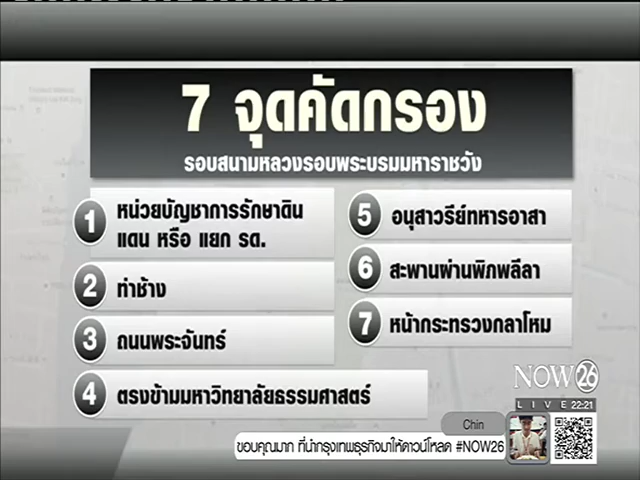 7 จุดคัดกรอง
รอบสนามหลวงรอบพระบรมมหาราชวัง
1 หน่วยบัญชาการรักษาดิน
แดน หรือ แยก รด.
2 ท่าช้าง
3 ถนนพระจันทร์
4 ตรงข้ามมหาวิทยาลัยธรรมศาสตร์
5 อนุสาวรีย์ทหารอาสา
6 สะพานผ่านพิภพลีลา
7 หน้ากระทรวงกลาโหม
NOW26
LIVE 22:21
Chin
ขอบคุณมาก ที่นำกรุงเทพธุรกิจมาให้ดาวน์โหลด #NOW26